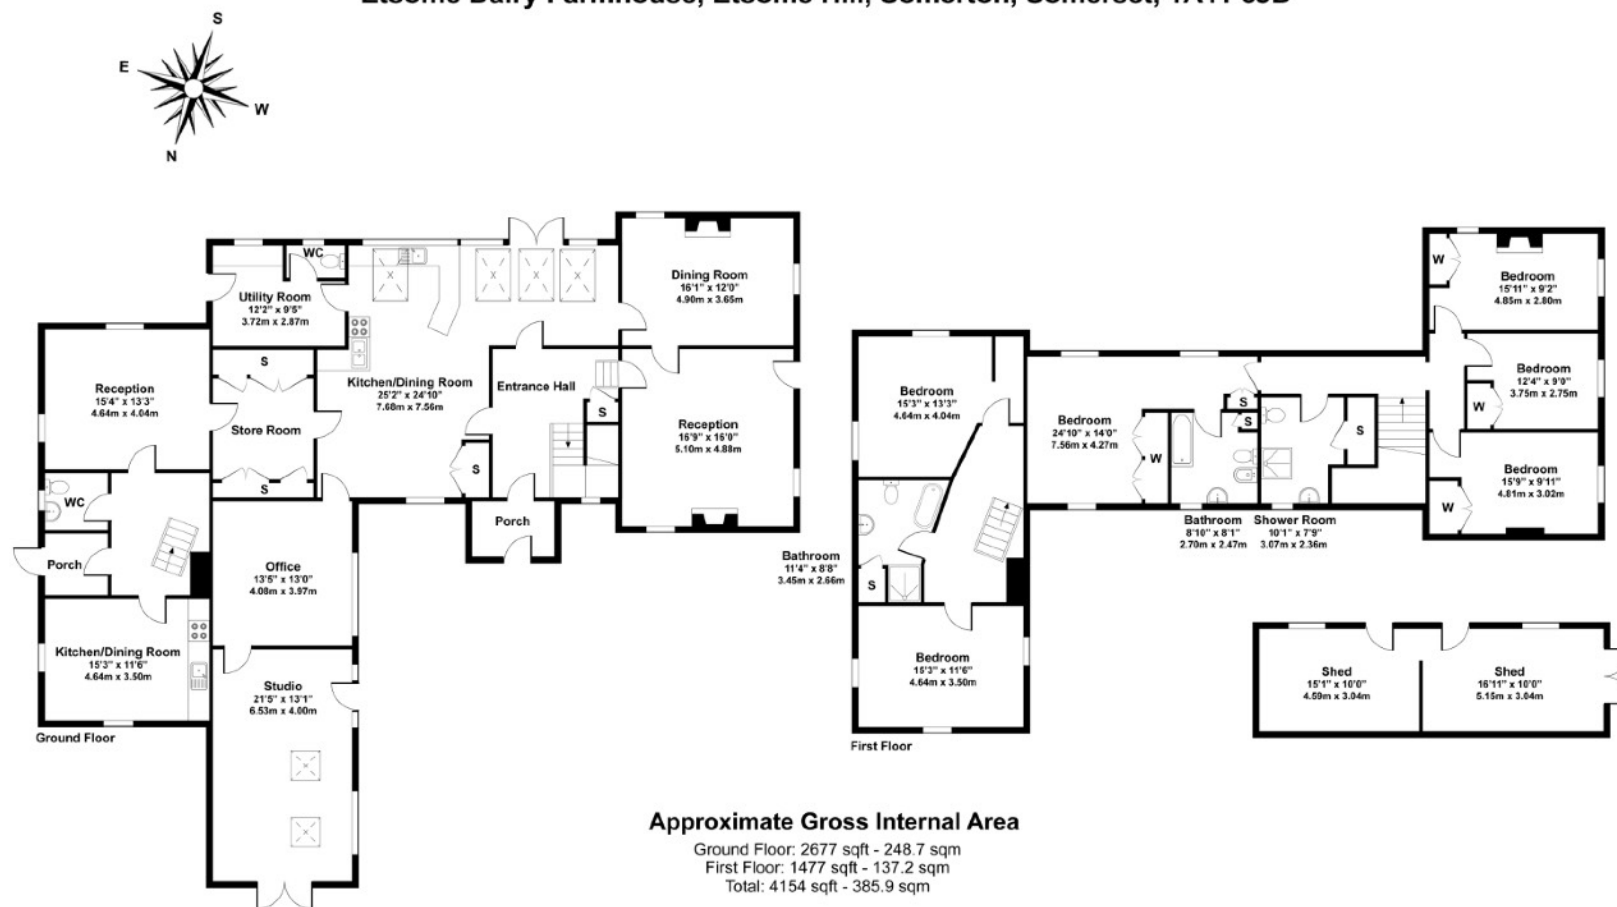 S
E
W
N
WC
Utility Room
12'2" x 9'5"
3.72m x 2.87m
Dining Room
16'1" x 12'0"
4.90m x 3.65m
S
Reception
15'4" x 13'3"
4.64m x 4.04m
Store Room
S
Kitchen/Dining Room
25'2" x 24'10"
7.68m x 7.56m
S
Entrance Hall
S
Reception
16'9" x 16'0"
5.10m x 4.88m
WC
Porch
Porch
Office
13'5" x 13'0"
4.08m x 3.97m
Kitchen/Dining Room
15'3" x 11'6"
4.64m x 3.50m
Studio
21'5" x 13'1"
6.53m x 4.00m
Ground Floor
Bedroom
15'3" x 13'3"
4.64m x 4.04m
Bathroom
11'4" x 8'8"
3.45m x 2.66m
S
Bedroom
15'3" x 11'6"
4.64m x 3.50m
First Floor
Bedroom
24'10" x 14'0"
7.56m x 4.27m
W
S
S
Bathroom
8'10" x 8'1"
2.70m x 2.47m
Shower Room
10'1" x 7'9"
3.07m x 2.36m
S
W
Bedroom
15'11" x 9'2"
4.85m x 2.80m
Bedroom
12'4" x 9'0"
3.75m x 2.75m
W
Bedroom
15'9" x 9'11"
4.81m x 3.02m
W
Shed
15'1" x 10'0"
4.59m x 3.04m
Shed
16'11" x 10'0"
5.15m x 3.04m
Approximate Gross Internal Area
Ground Floor: 2677 sqft - 248.7 sqm
First Floor: 1477 sqft - 137.2 sqm
Total: 4154 sqft - 385.9 sqm